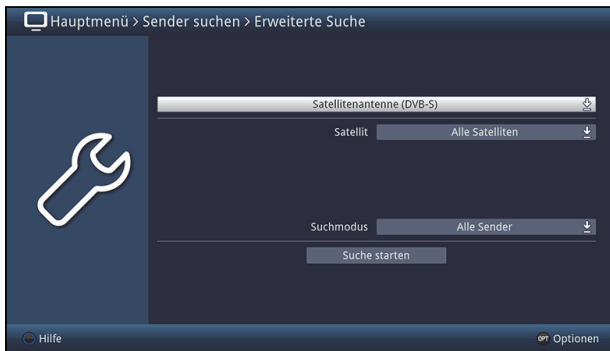 Hauptmenü > Sender suchen > Erweiterte Suche
Satellitenantenne (DVB-S)
Satellit Alle Satelliten
Suchmodus Alle Sender
Suche starten
Hilfe OPT Optionen